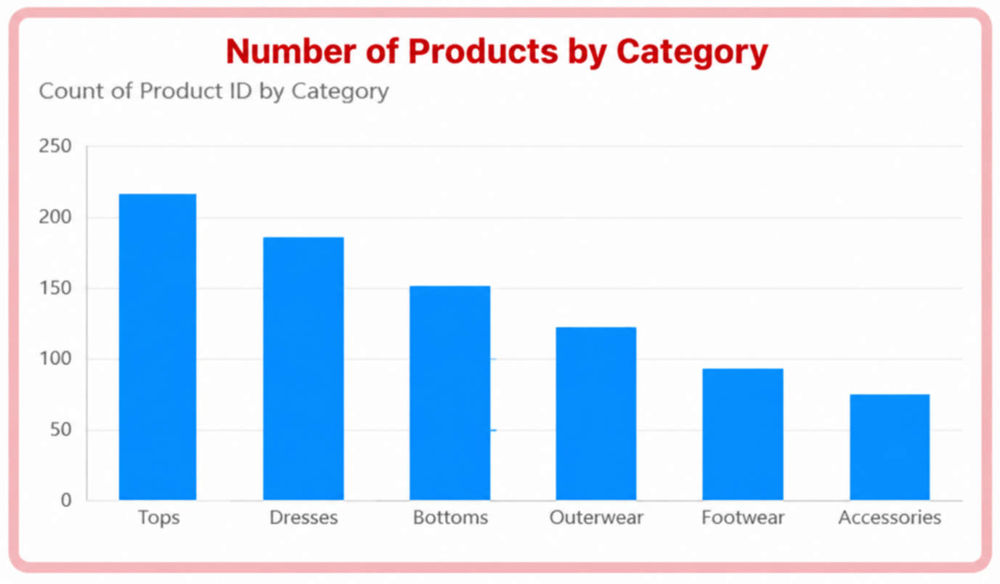 Number of Products by Category
Count of Product ID by Category
250
200
150
100
50
0
Tops Dresses Bottoms Outerwear Footwear Accessories